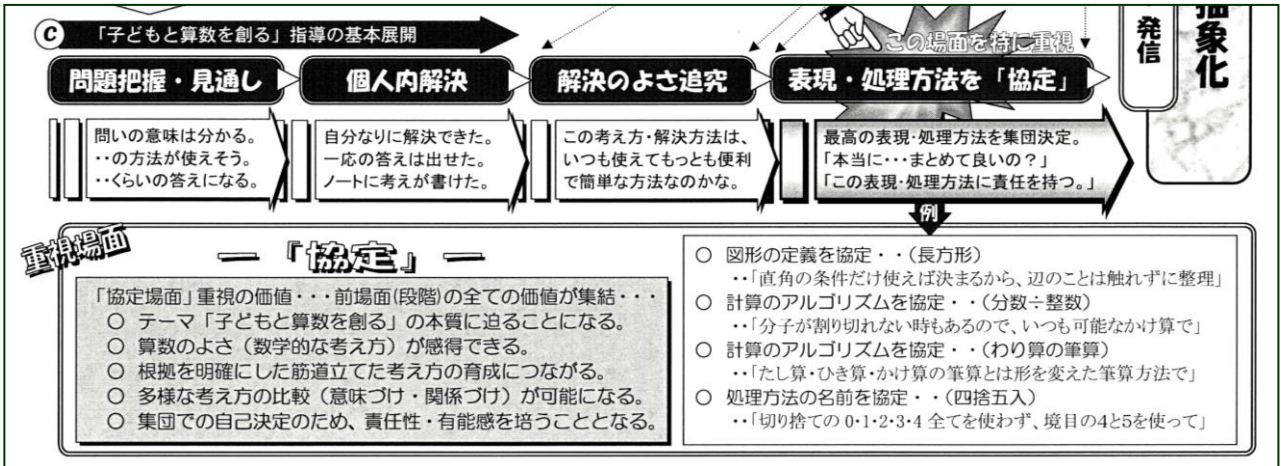 c 「子どもと算数を創る」指導の基本展開
この場面を特に重視
発信
抽象化
問題把握・見通し
個人内解決
解決のよさ追究
表現・処理方法を「協定」
問いの意味は分かる。
・・の方法が使えそう。
・・くらいの答えになる。
自分なりに解決できた。
一応の答えは出せた。
ノートに考えが書けた。
この考え方・解決方法は、
いつも使えてもっとも便利
で簡単な方法なのかな。
最高の表現・処理方法を集団決定。
「本当に・・・まとめて良いの？」
「この表現・処理方法に責任を持つ。」
例
重視場面
― 「協定」 ―
「協定場面」重視の価値・・・前場面(段階)の全ての価値が集結・・・
○ テーマ「子どもと算数を創る」の本質に迫ることになる。
○ 算数のよさ（数学的な考え方）が感得できる。
○ 根拠を明確にした筋道立てた考え方の育成につながる。
○ 多様な考え方の比較（意味づけ・関係づけ）が可能になる。
○ 集団での自己決定のため、責任性・有能感を培うこととなる。
○ 図形の定義を協定・・（長方形）
・・「直角の条件だけ使えば決まるから、辺のことは触れずに整理」
○ 計算のアルゴリズムを協定・・（分数÷整数）
・・「分子が割り切れない時もあるので、いつも可能なかけ算で」
○ 計算のアルゴリズムを協定・・（わり算の筆算）
・・「たし算・ひき算・かけ算の筆算とは形を変えた筆算方法で」
○ 処理方法の名前を協定・・（四捨五入）
・・「切り捨ての 0・1・2・3・4 全てを使わず、境目の4と5を使って」